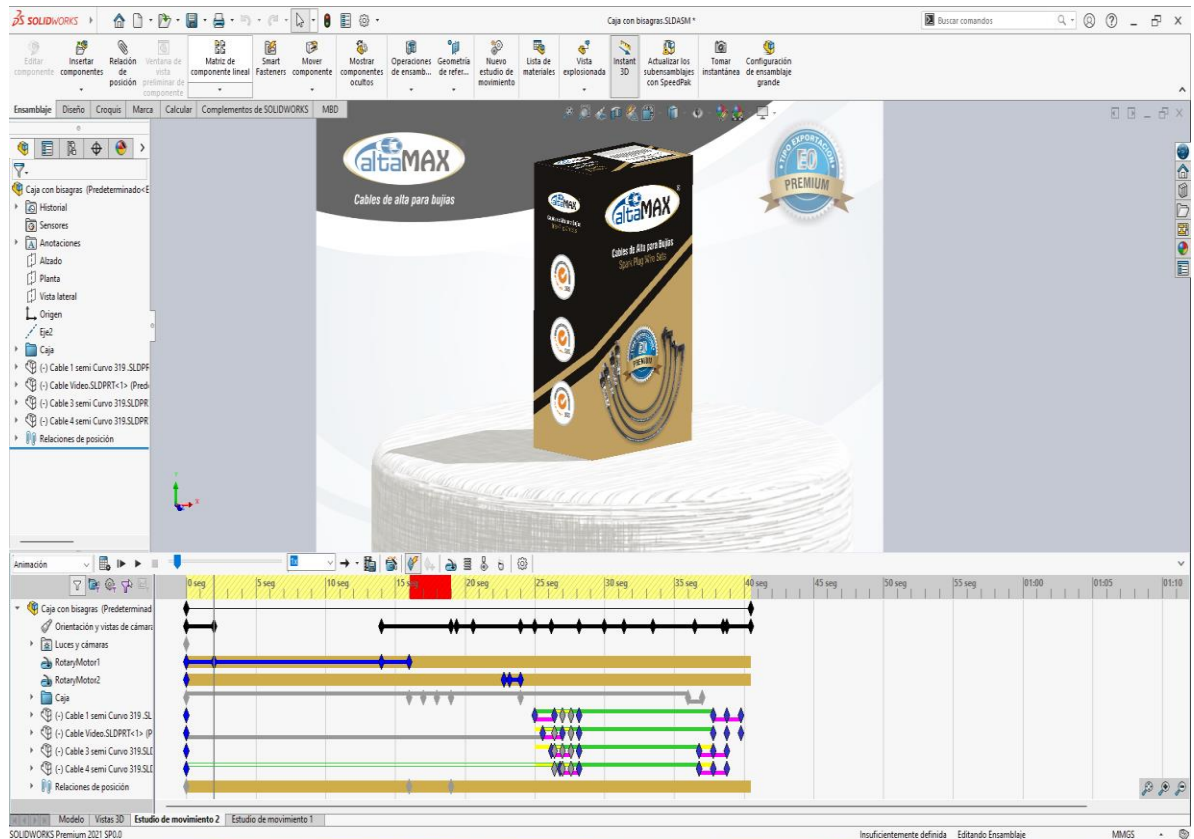 SOLIDWORKS
Caja con bisagras.SLDASM *
Buscar comandos
Editar componente
Insertar componentes
Relación de posición
Ventana de vista preliminar de componente
Matriz de componente lineal
Smart Fasteners
Mover componente
Mostrar componentes ocultos
Operaciones de ensamb...
Geometría de refer...
Nuevo estudio de movimiento
Lista de materiales
Vista explosionada
Instant 3D
Actualizar los subensamblajes con SpeedPak
Tomar instantánea
Configuración de ensamblaje grande
Ensamblaje Diseño Croquis Marca Calcular Complementos de SOLIDWORKS MBD
Caja con bisagras (Predeterminado<E
Historial
Sensores
Anotaciones
Alzado
Planta
Vista lateral
Origen
Eje2
Caja
(-) Cable 1 semi Curvo 319 .SLDPF
(-) Cable Video.SLDPRT<1> (Pred
(-) Cable 3 semi Curvo 319.SLDPR
(-) Cable 4 semi Curvo 319.SLDPR
Relaciones de posición
altaMAX
Cables de alta para bujias
TIPO EXPORTACION
PREMIUM
altaMAX
altaMAX
®
Cables de Alta para Bujias
Spark Plug Wire Sets
PREMIUM
Animación
0 seg 5 seg 10 seg 15 seg 20 seg 25 seg 30 seg 35 seg 40 seg 45 seg 50 seg 55 seg 01:00 01:05 01:10
Caja con bisagras (Predeterminad
Orientación y vistas de cámara
Luces y cámaras
RotaryMotor1
RotaryMotor2
Caja
(-) Cable 1 semi Curvo 319 .SL
(-) Cable Video.SLDPRT<1> (P
(-) Cable 3 semi Curvo 319.SLD
(-) Cable 4 semi Curvo 319.SLD
Relaciones de posición
Modelo Vistas 3D Estudio de movimiento 2 Estudio de movimiento 1
SOLIDWORKS Premium 2021 SP0.0
Insuficientemente definida Editando Ensamblaje MMGS